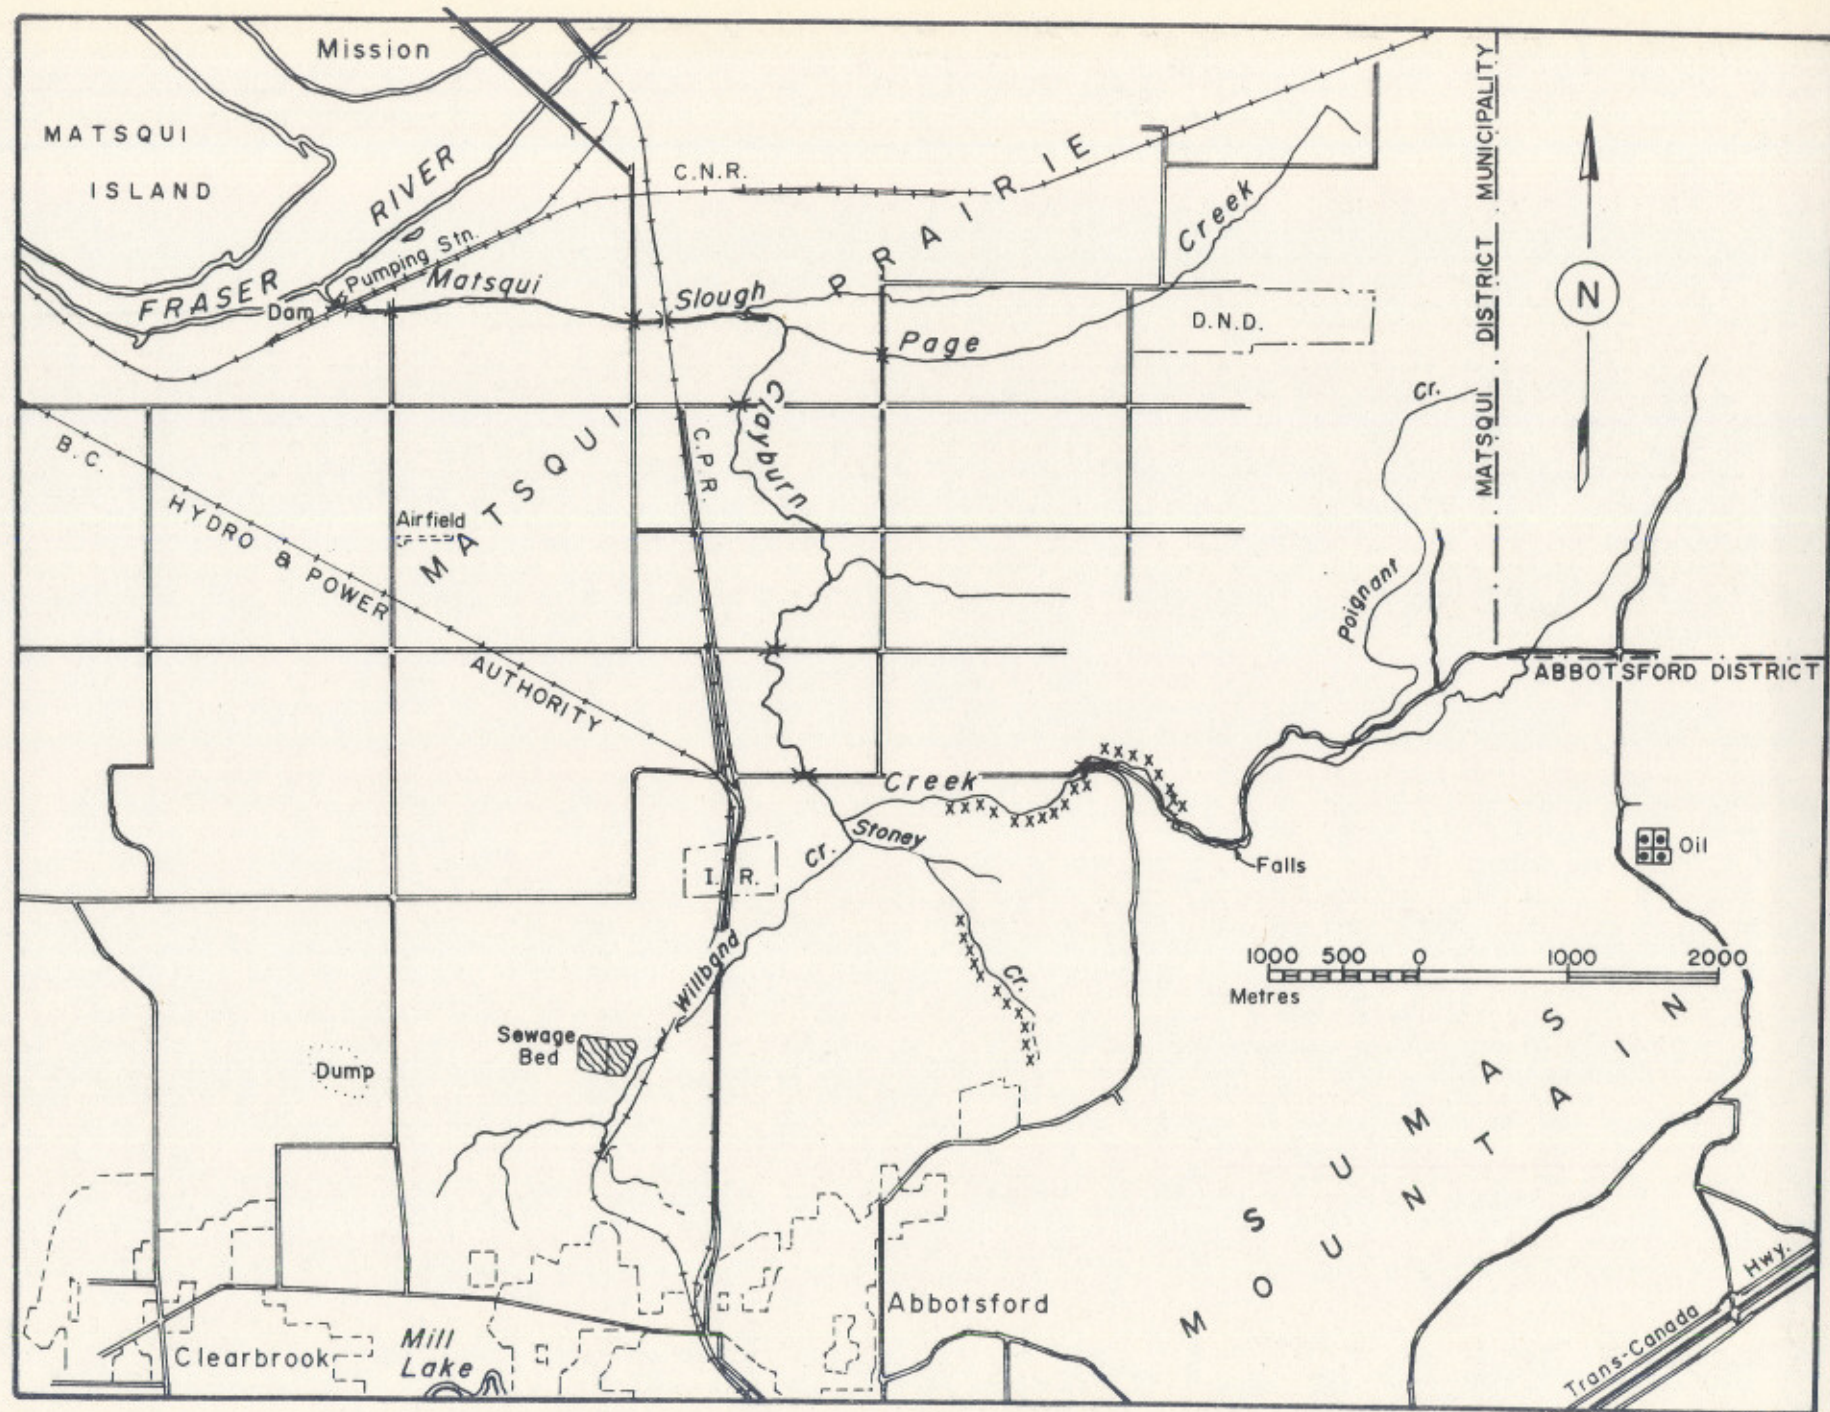 Mission
MATSQUI
ISLAND
FRASER RIVER
Pumping Stn.
Dam
Matsqui Slough
C.N.R.
MATSQUI PRAIRIE
Page Creek
D.N.D.
MATSQUI DISTRICT MUNICIPALITY
N
Cr.
Poignant
ABBOTSFORD DISTRICT
B.C. HYDRO & POWER AUTHORITY
Airfield
C.P.R.
Clayburn
Creek
Stoney
Cr.
Cr.
Willband
I. R.
Falls
Oil
1000 500 0 1000 2000
Metres
Sewage
Bed
Dump
SUMAS
MOUNTAIN
Abbotsford
Clearbrook
Mill
Lake
Trans-Canada Hwy.